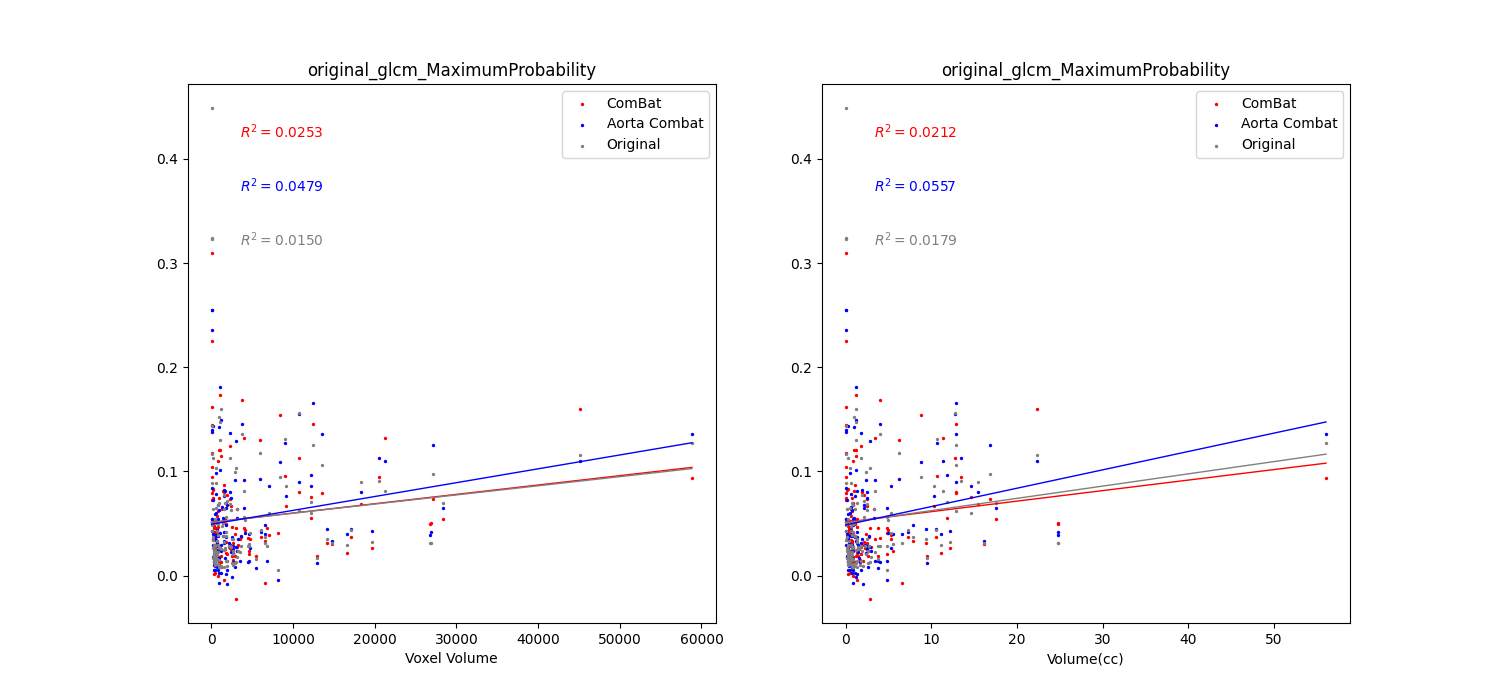 original_glcm_MaximumProbability
ComBat
Aorta Combat
Original
R² = 0.0253
R² = 0.0479
R² = 0.0150
0.4
0.3
0.2
0.1
0.0
0 10000 20000 30000 40000 50000 60000
Voxel Volume
original_glcm_MaximumProbability
ComBat
Aorta Combat
Original
R² = 0.0212
R² = 0.0557
R² = 0.0179
0.4
0.3
0.2
0.1
0.0
0 10 20 30 40 50
Volume(cc)